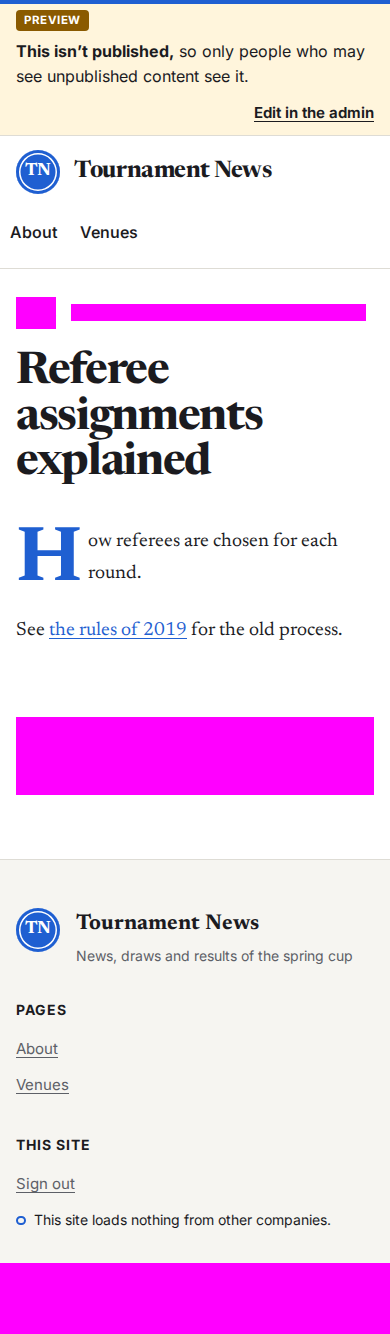 PREVIEW
This isn’t published, so only people who may
see unpublished content see it.
Edit in the admin
TN
Tournament News
About Venues
Referee
assignments
explained
How referees are chosen for each
round.
See the rules of 2019 for the old process.
TN
Tournament News
News, draws and results of the spring cup
PAGES
About
Venues
THIS SITE
Sign out
This site loads nothing from other companies.